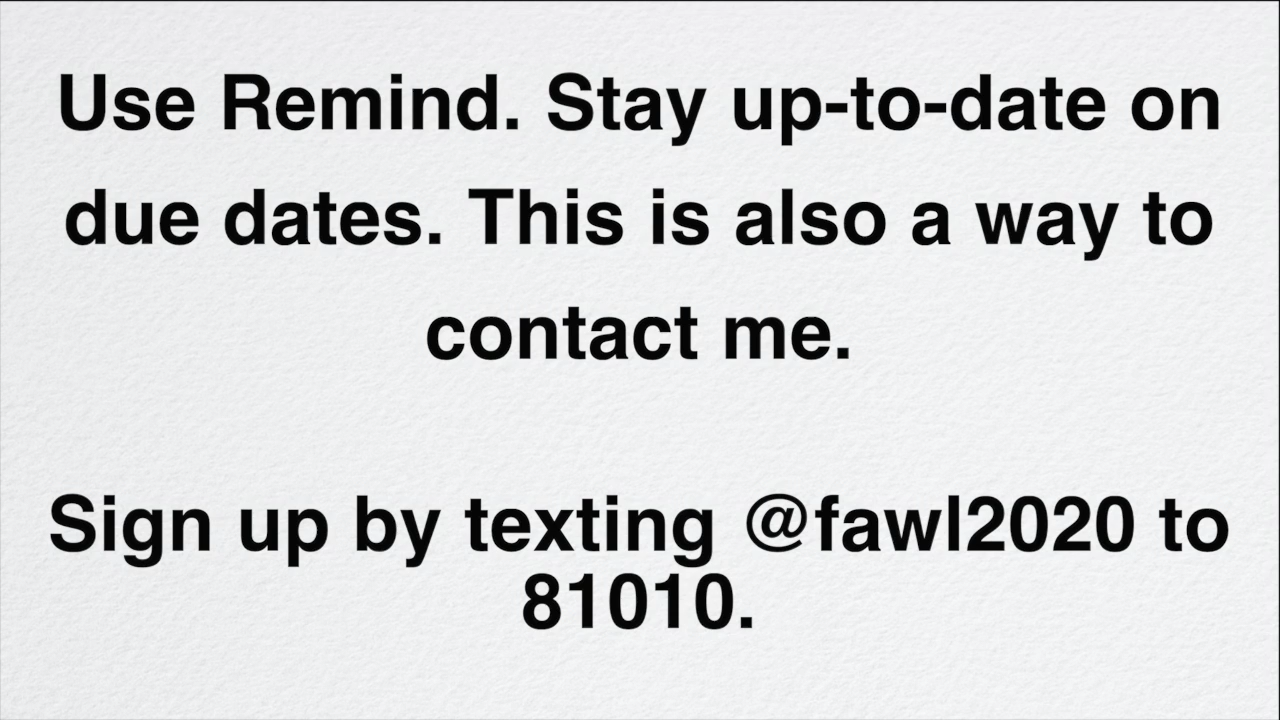 Use Remind. Stay up-to-date on
due dates. This is also a way to
contact me.
Sign up by texting @fawl2020 to
81010.